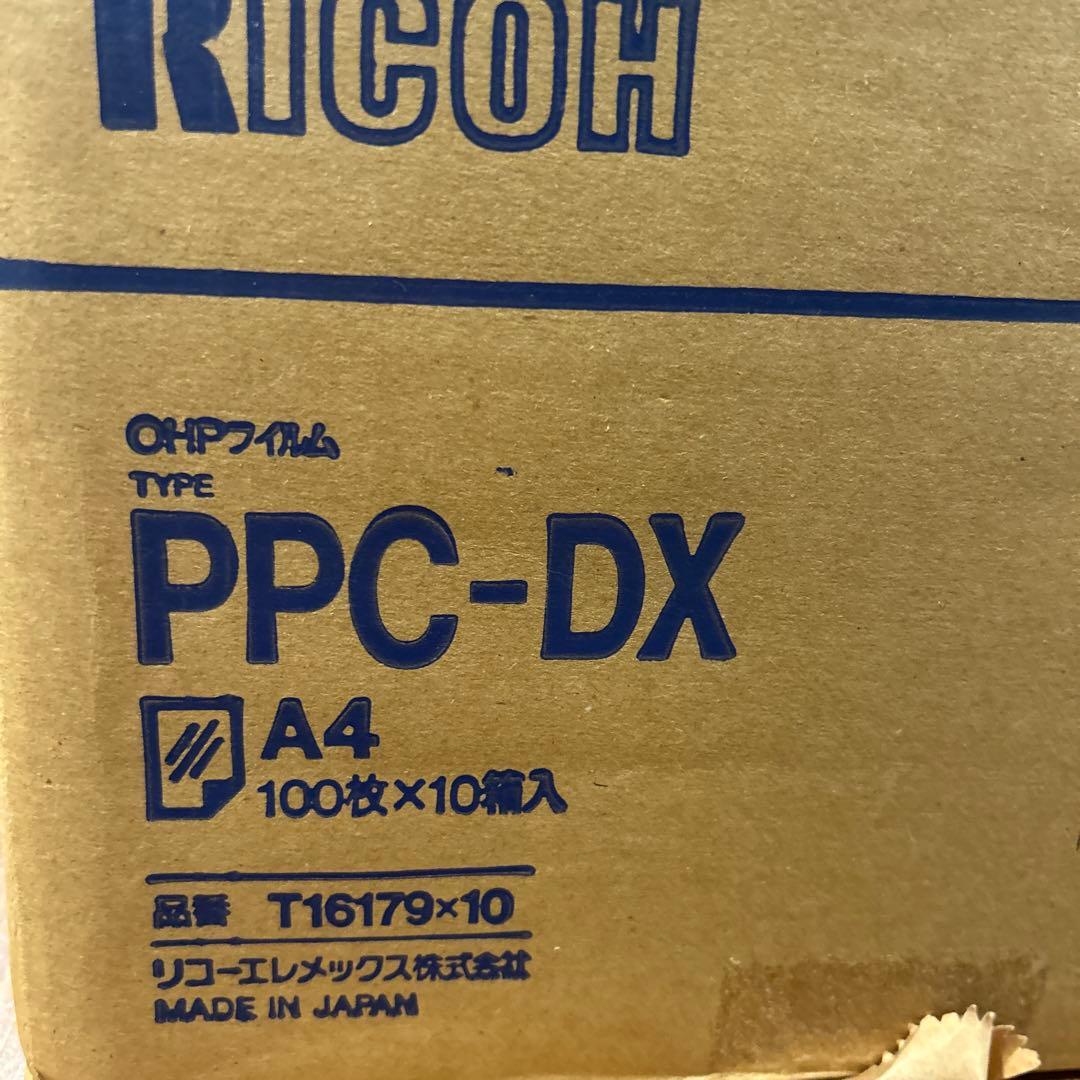 RICOH
OHPフイルム
TYPE
PPC-DX
A4
100枚×10箱入
品番 T16179×10
リコーエレメックス株式会社
MADE IN JAPAN